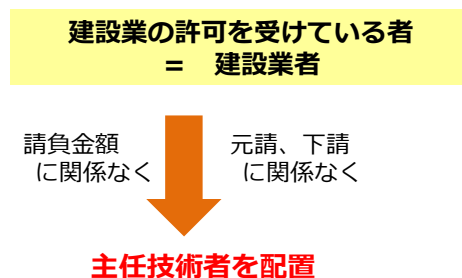 建設業の許可を受けている者
= 建設業者
請負金額
に関係なく
元請、下請
に関係なく
主任技術者を配置